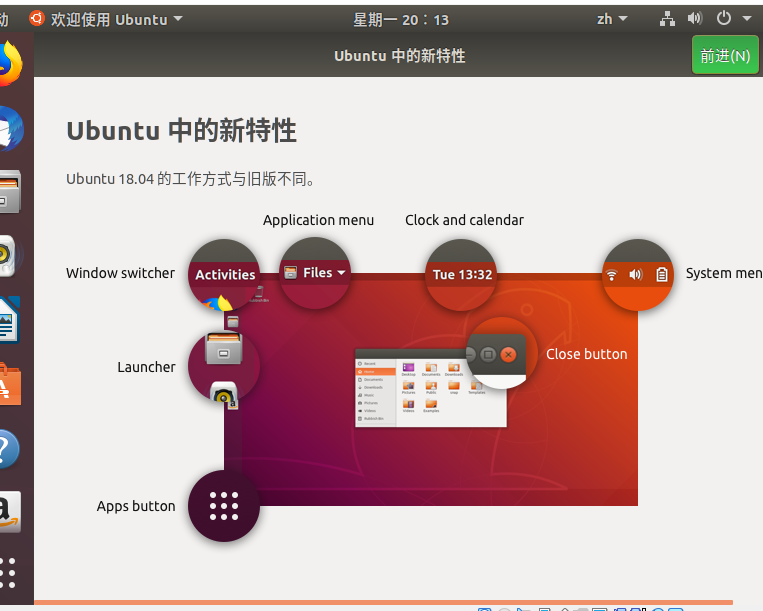 动
欢迎使用 Ubuntu
星期一 20：13
zh
Ubuntu 中的新特性
前进(N)
Ubuntu 中的新特性
Ubuntu 18.04 的工作方式与旧版不同。
Application menu
Clock and calendar
Window switcher
Activities
Files
Tue 13:32
System men
Launcher
Close button
Apps button